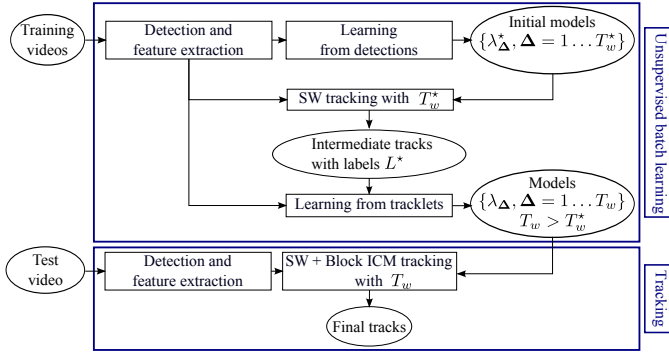 Training
videos
Detection and
feature extraction
Learning
from detections
Initial models
{λ⋆Δ, Δ = 1 … T⋆w}
SW tracking with T⋆w
Intermediate tracks
with labels L⋆
Learning from tracklets
Models
{λΔ, Δ = 1 … Tw}
Tw > T⋆w
Unsupervised batch learning
Test
video
Detection and
feature extraction
SW + Block ICM tracking
with Tw
Final tracks
Tracking